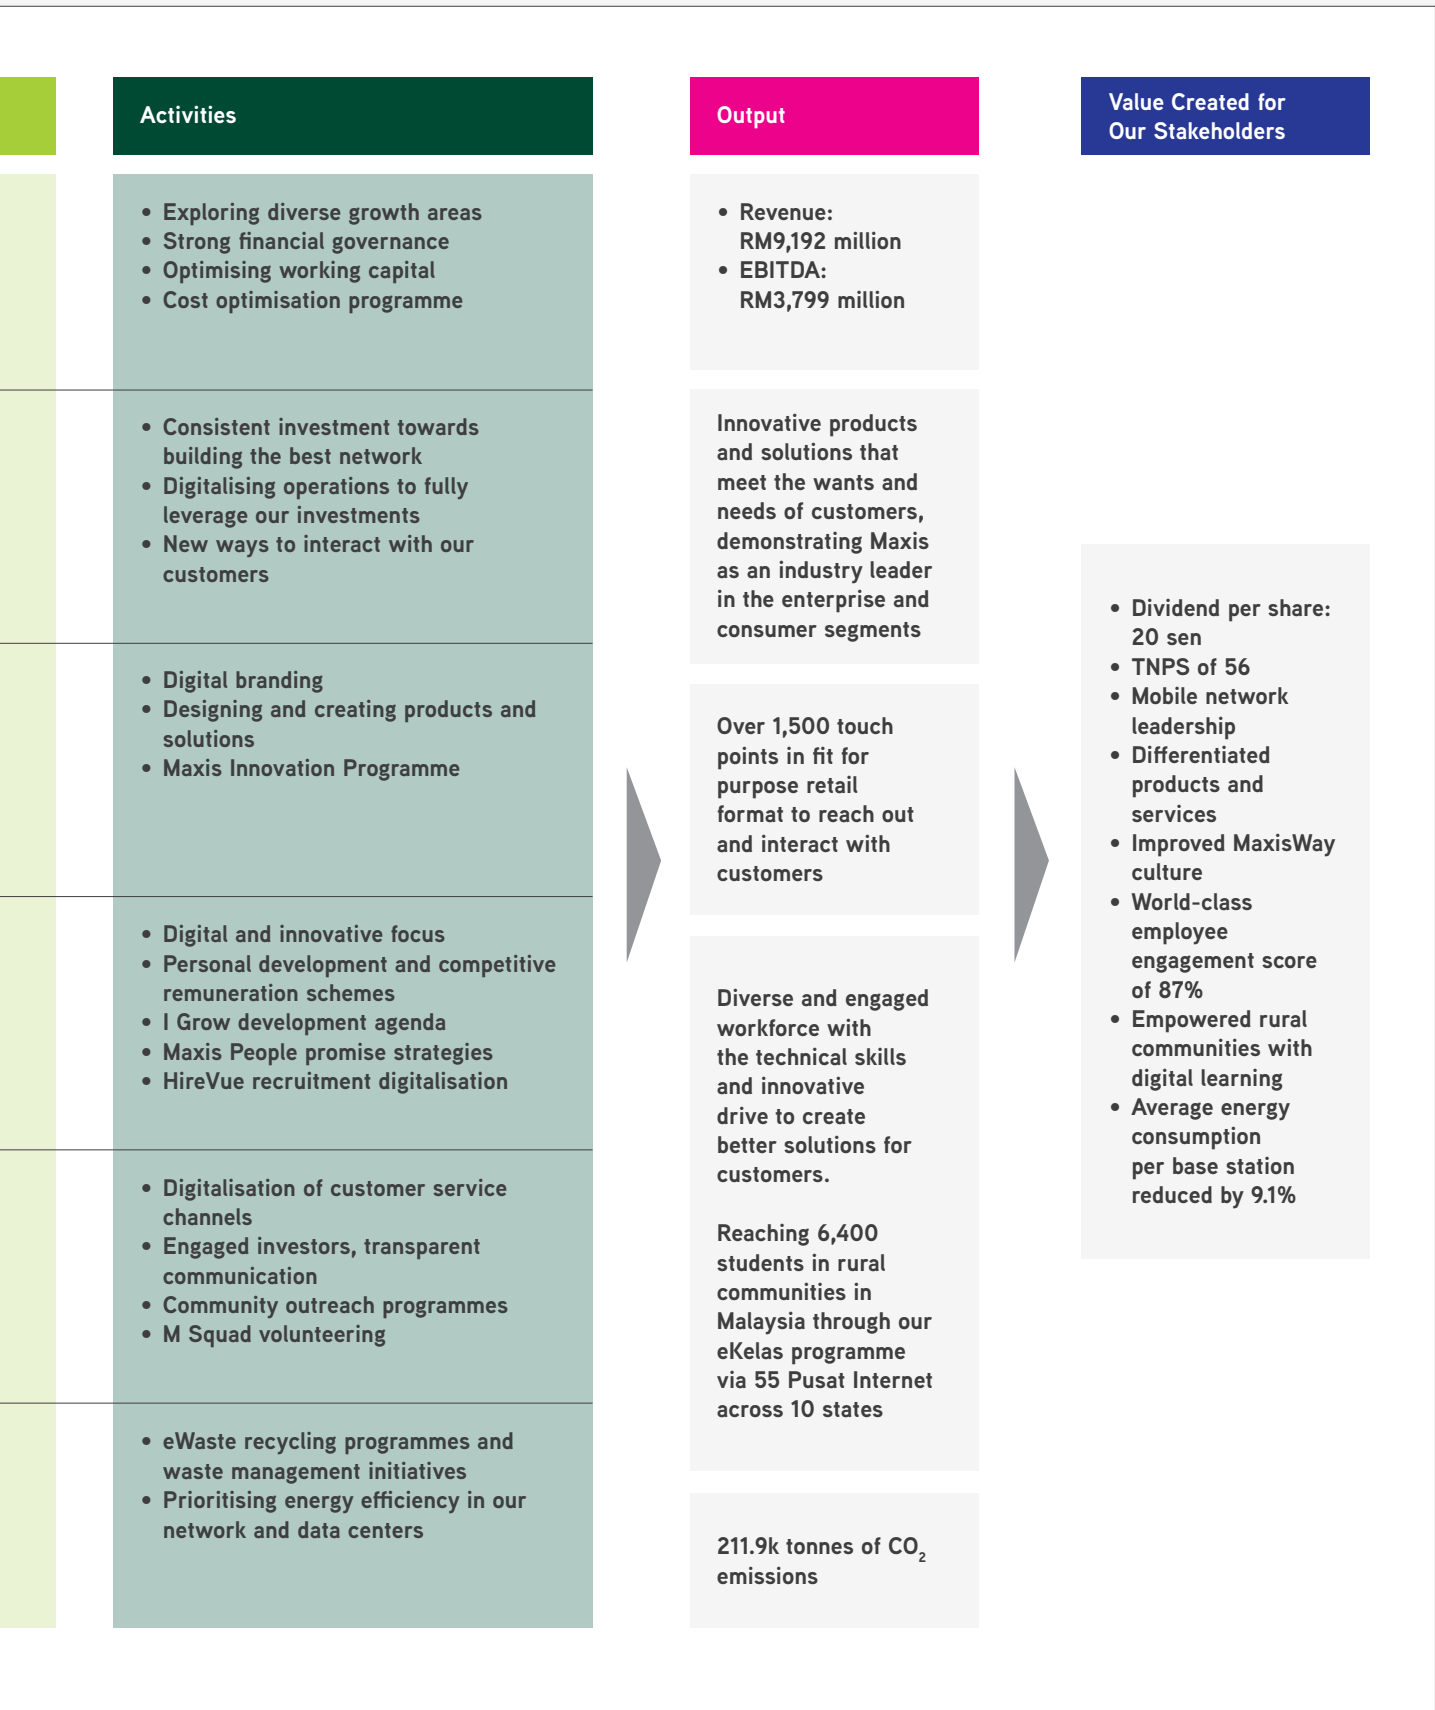 Activities
• Exploring diverse growth areas
• Strong financial governance
• Optimising working capital
• Cost optimisation programme
• Consistent investment towards
building the best network
• Digitalising operations to fully
leverage our investments
• New ways to interact with our
customers
• Digital branding
• Designing and creating products and
solutions
• Maxis Innovation Programme
• Digital and innovative focus
• Personal development and competitive
remuneration schemes
• I Grow development agenda
• Maxis People promise strategies
• HireVue recruitment digitalisation
• Digitalisation of customer service
channels
• Engaged investors, transparent
communication
• Community outreach programmes
• M Squad volunteering
• eWaste recycling programmes and
waste management initiatives
• Prioritising energy efficiency in our
network and data centers
Output
• Revenue:
RM9,192 million
• EBITDA:
RM3,799 million
Innovative products
and solutions that
meet the wants and
needs of customers,
demonstrating Maxis
as an industry leader
in the enterprise and
consumer segments
Over 1,500 touch
points in fit for
purpose retail
format to reach out
and interact with
customers
Diverse and engaged
workforce with
the technical skills
and innovative
drive to create
better solutions for
customers.
Reaching 6,400
students in rural
communities in
Malaysia through our
eKelas programme
via 55 Pusat Internet
across 10 states
211.9k tonnes of CO₂
emissions
Value Created for
Our Stakeholders
• Dividend per share:
20 sen
• TNPS of 56
• Mobile network
leadership
• Differentiated
products and
services
• Improved MaxisWay
culture
• World-class
employee
engagement score
of 87%
• Empowered rural
communities with
digital learning
• Average energy
consumption
per base station
reduced by 9.1%